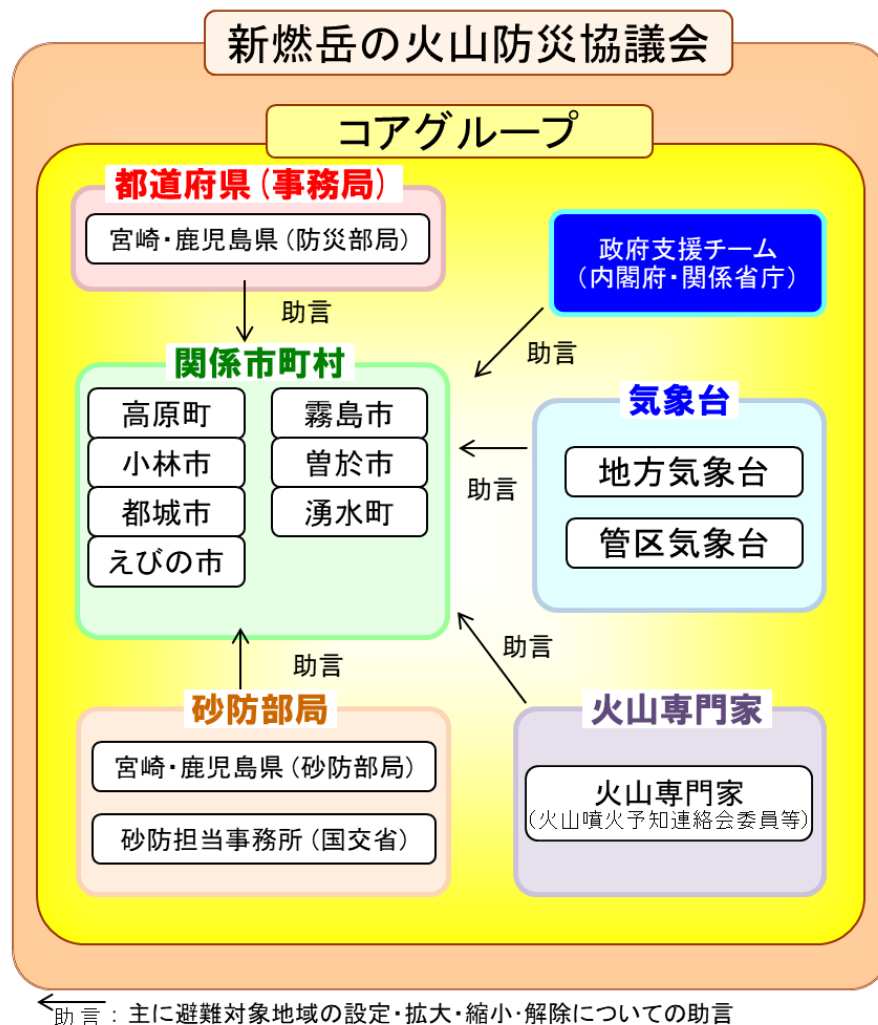 新燃岳の火山防災協議会
コアグループ
都道府県(事務局)
宮崎・鹿児島県(防災部局)
助言
政府支援チーム
(内閣府・関係省庁)
助言
関係市町村
高原町
小林市
都城市
えびの市
霧島市
曽於市
湧水町
気象台
地方気象台
管区気象台
助言
助言
砂防部局
宮崎・鹿児島県(砂防部局)
砂防担当事務所(国交省)
助言
火山専門家
火山専門家
(火山噴火予知連絡会委員等)
助言：主に避難対象地域の設定・拡大・縮小・解除についての助言